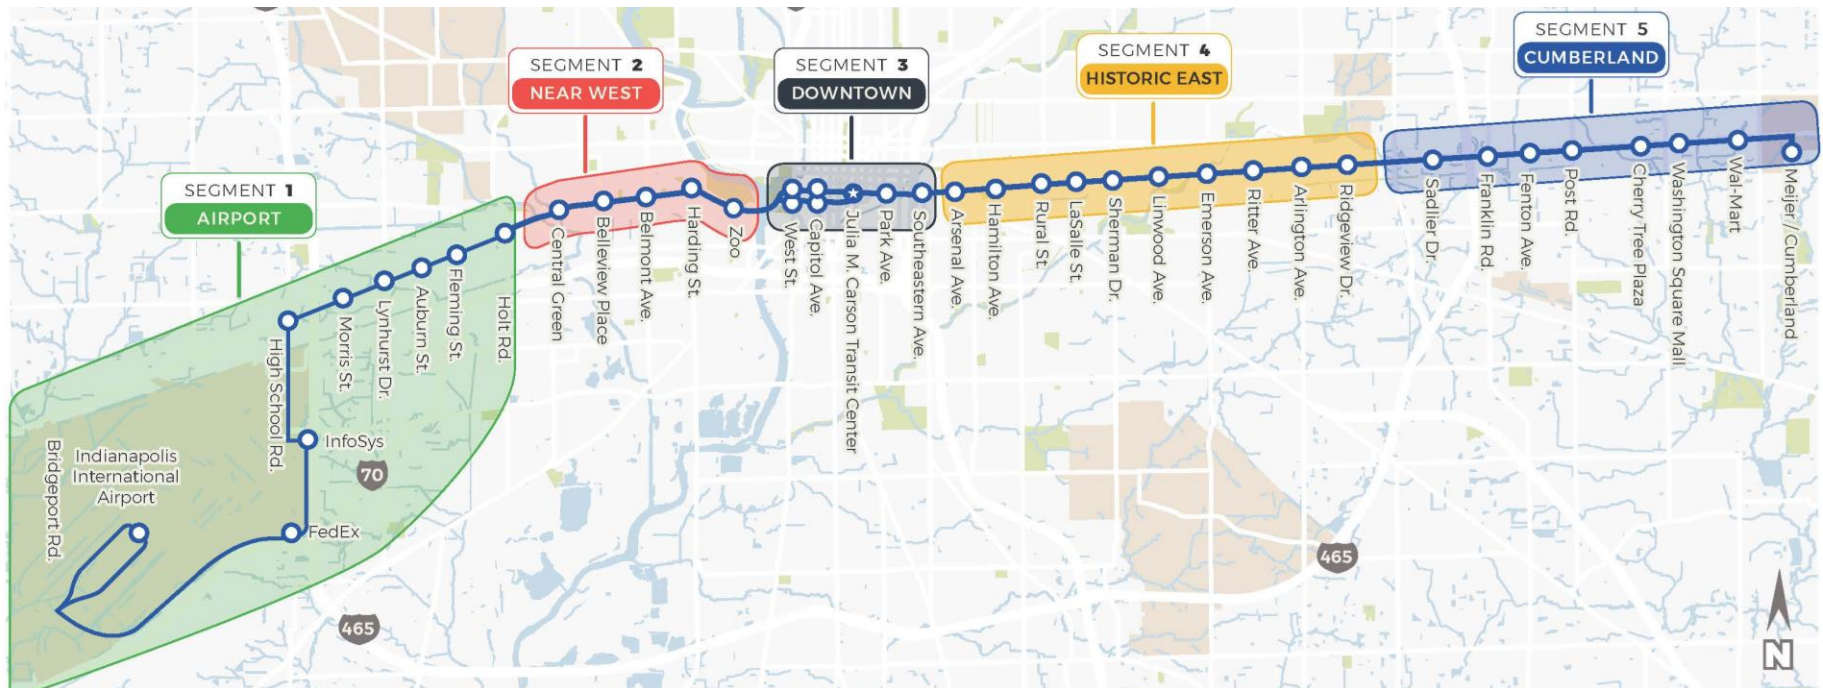 SEGMENT 1
AIRPORT
SEGMENT 2
NEAR WEST
SEGMENT 3
DOWNTOWN
SEGMENT 4
HISTORIC EAST
SEGMENT 5
CUMBERLAND
Bridgeport Rd.
Indianapolis
International
Airport
FedEx
InfoSys
High School Rd.
Morris St.
Lynhurst Dr.
Auburn St.
Fleming St.
Holt Rd.
Central Green
Belleview Place
Belmont Ave.
Harding St.
Zoo
West St.
Capitol Ave.
Julia M. Carson Transit Center
Park Ave.
Southeastern Ave.
Arsenal Ave.
Hamilton Ave.
Rural St.
LaSalle St.
Sherman Dr.
Linwood Ave.
Emerson Ave.
Ritter Ave.
Arlington Ave.
Ridgeview Dr.
Sadlier Dr.
Franklin Rd.
Fenton Ave.
Post Rd.
Cherry Tree Plaza
Washington Square Mall
Wal-Mart
Meijer/Cumberland
70
465
465
N